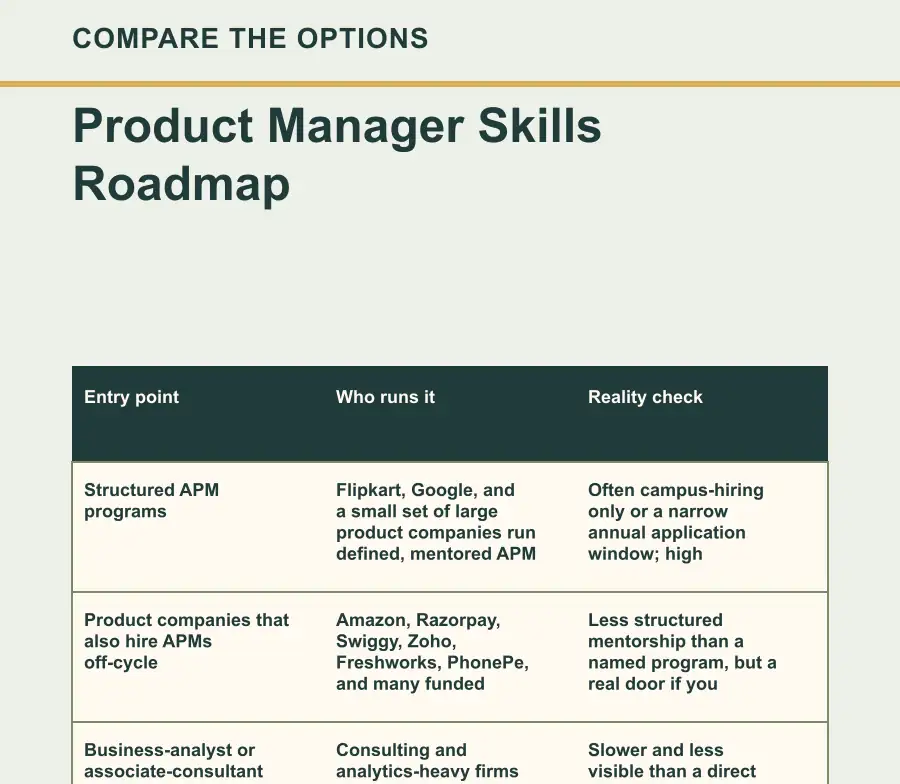 COMPARE THE OPTIONS
Product Manager Skills
Roadmap
Entry point
Who runs it
Reality check
Structured APM
programs
Flipkart, Google, and
a small set of large
product companies run
defined, mentored APM
Often campus-hiring
only or a narrow
annual application
window; high
Product companies that
also hire APMs
off-cycle
Amazon, Razorpay,
Swiggy, Zoho,
Freshworks, PhonePe,
and many funded
Less structured
mentorship than a
named program, but a
real door if you
Business-analyst or
associate-consultant
Consulting and
analytics-heavy firms
Slower and less
visible than a direct